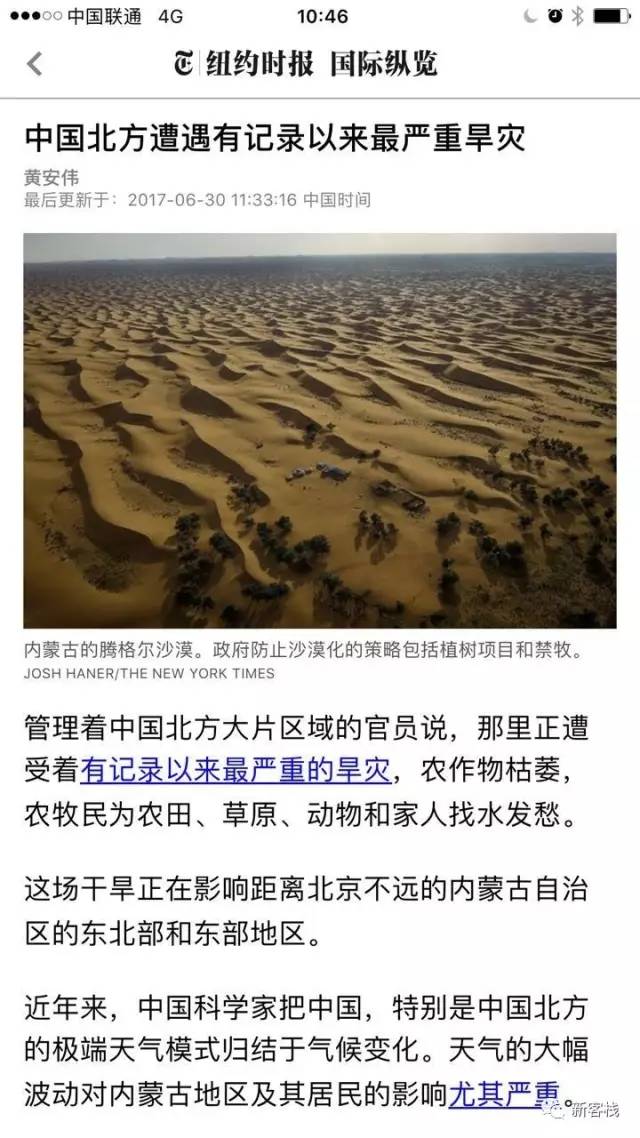 中国联通 4G 10:46
纽约时报 国际纵览
中国北方遭遇有记录以来最严重旱灾
黄安伟
最后更新于：2017-06-30 11:33:16 中国时间
内蒙古的腾格尔沙漠。政府防止沙漠化的策略包括植树项目和禁牧。
JOSH HANER/THE NEW YORK TIMES
管理着中国北方大片区域的官员说，那里正遭
受着有记录以来最严重的旱灾，农作物枯萎，
农牧民为农田、草原、动物和家人找水发愁。
这场干旱正在影响距离北京不远的内蒙古自治
区的东北部和东部地区。
近年来，中国科学家把中国，特别是中国北方
的极端天气模式归结于气候变化。天气的大幅
波动对内蒙古地区及其居民的影响尤其严重。
新客栈